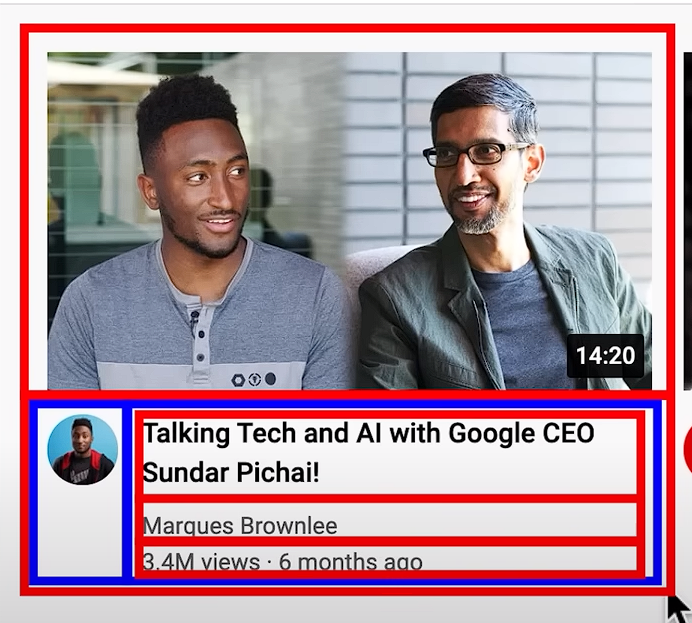 14:20
Talking Tech and AI with Google CEO
Sundar Pichai!
Marques Brownlee
3.4M views · 6 months ago